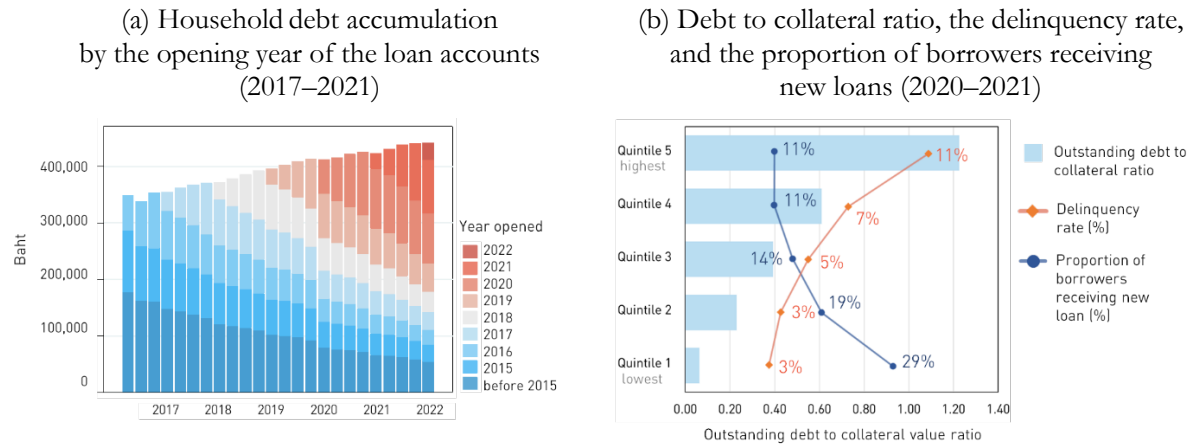 (a) Household debt accumulation
by the opening year of the loan accounts
(2017–2021)
400,000
300,000
200,000
100,000
0
Baht
2017
2018
2019
2020
2021
2022
Year opened
2022
2021
2020
2019
2018
2017
2016
2015
before 2015
(b) Debt to collateral ratio, the delinquency rate,
and the proportion of borrowers receiving
new loans (2020–2021)
Quintile 5
highest
Quintile 4
Quintile 3
Quintile 2
Quintile 1
lowest
11%
11%
11%
7%
14%
5%
3%
19%
3%
29%
0.00
0.40
0.60
0.80
1.00
1.20
1.40
Outstanding debt to collateral value ratio
Outstanding debt to
collateral ratio
Delinquency
rate (%)
Proportion of
borrowers
receiving new
loan (%)